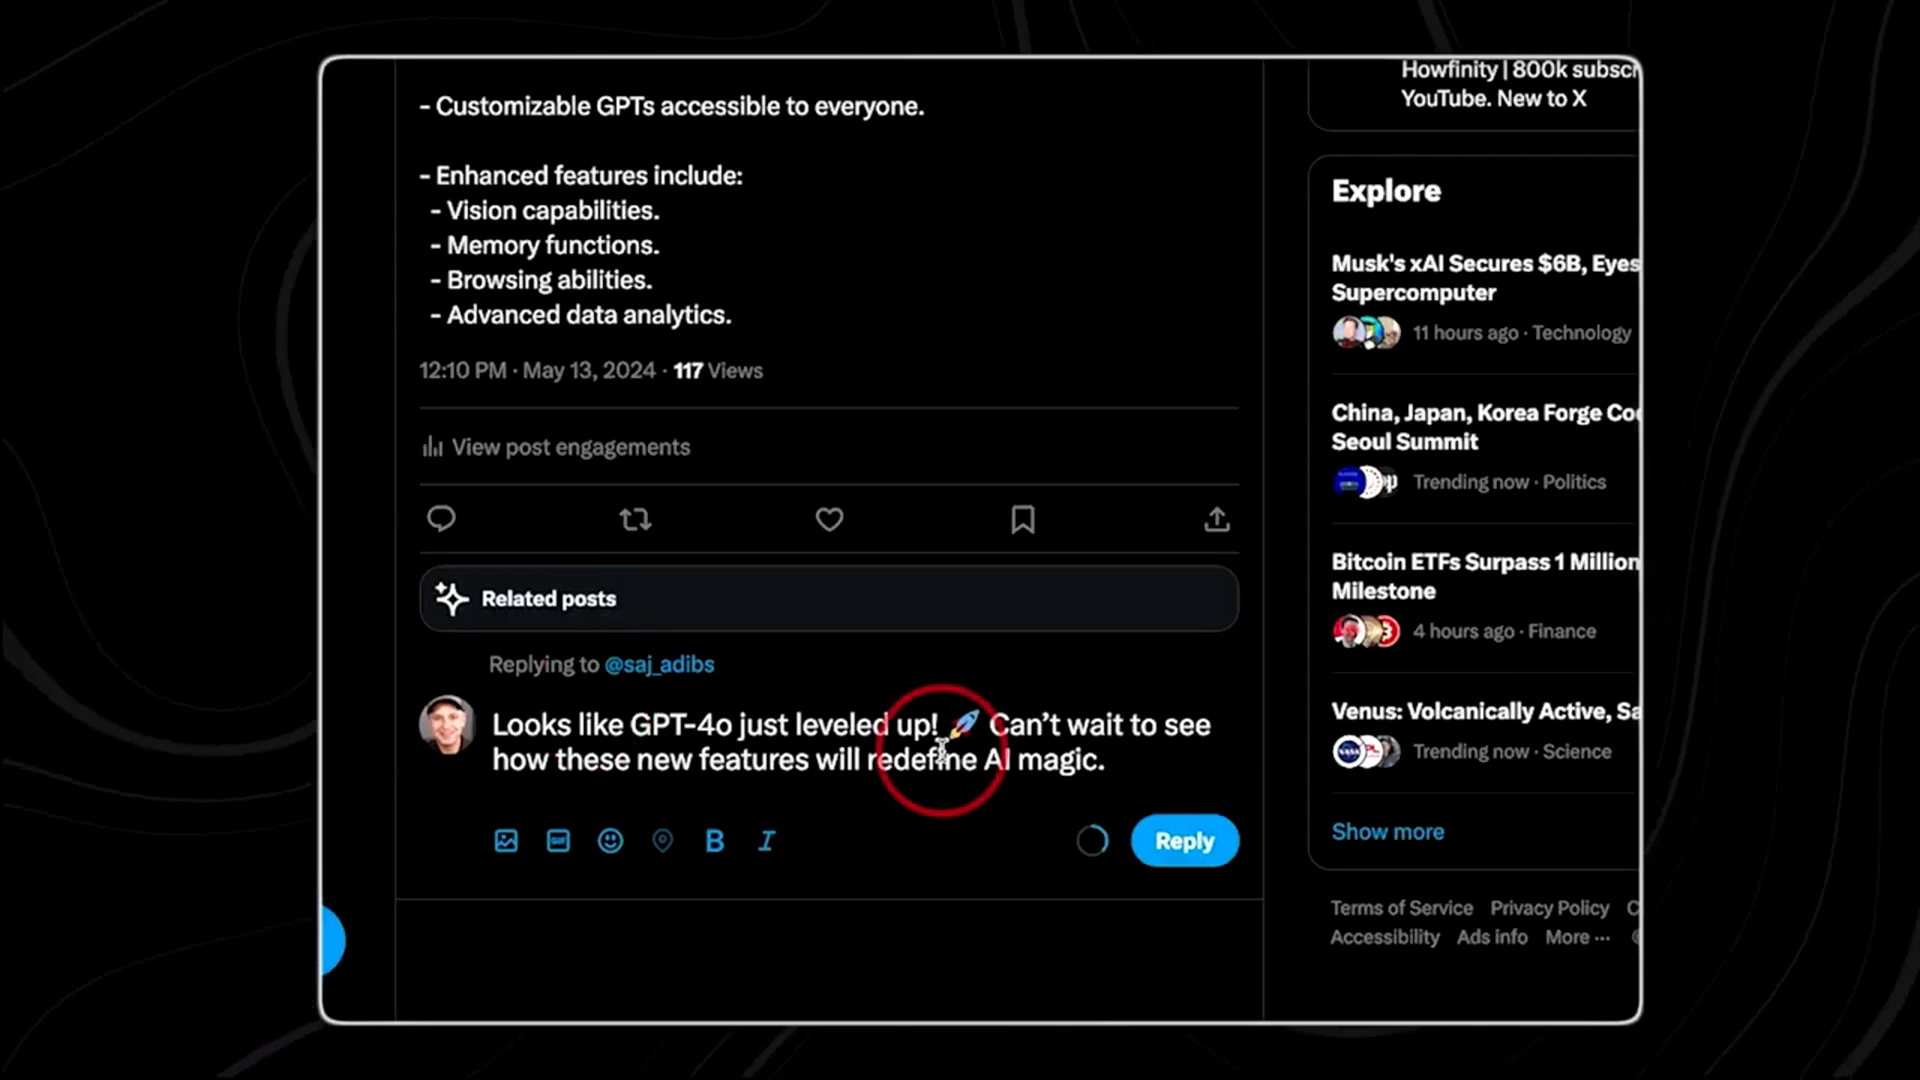 - Customizable GPTs accessible to everyone.
- Enhanced features include:
- Vision capabilities.
- Memory functions.
- Browsing abilities.
- Advanced data analytics.
12:10 PM · May 13, 2024 · 117 Views
View post engagements
Related posts
Replying to @saj_adibs
Looks like GPT-4o just leveled up! 🚀 Can't wait to see
how these new features will redefine AI magic.
GIF
B I
Reply
Howfinity | 800k
YouTube. New to X
Explore
Musk's xAI Secures $6B, Eyes
Supercomputer
11 hours ago · Technology
China, Japan, Korea Forge
Seoul Summit
Trending now · Politics
Bitcoin ETFs Surpass 1 Million
Milestone
4 hours ago · Finance
Venus: Volcanically Active,
NASA
Trending now · Science
Show more
Terms of Service Privacy Policy
Accessibility Ads info More ...